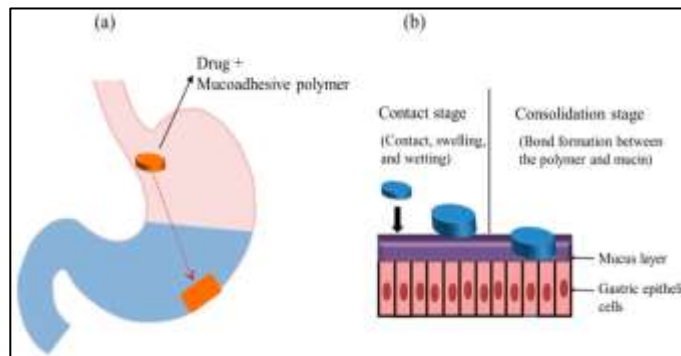 (a)
Drug +
Mucoadhesive polymer
(b)
Contact stage
(Contact, swelling,
and wetting)
Consolidation stage
(Bond formation between
the polymer and mucin)
Mucus layer
Gastric epitheli
cells